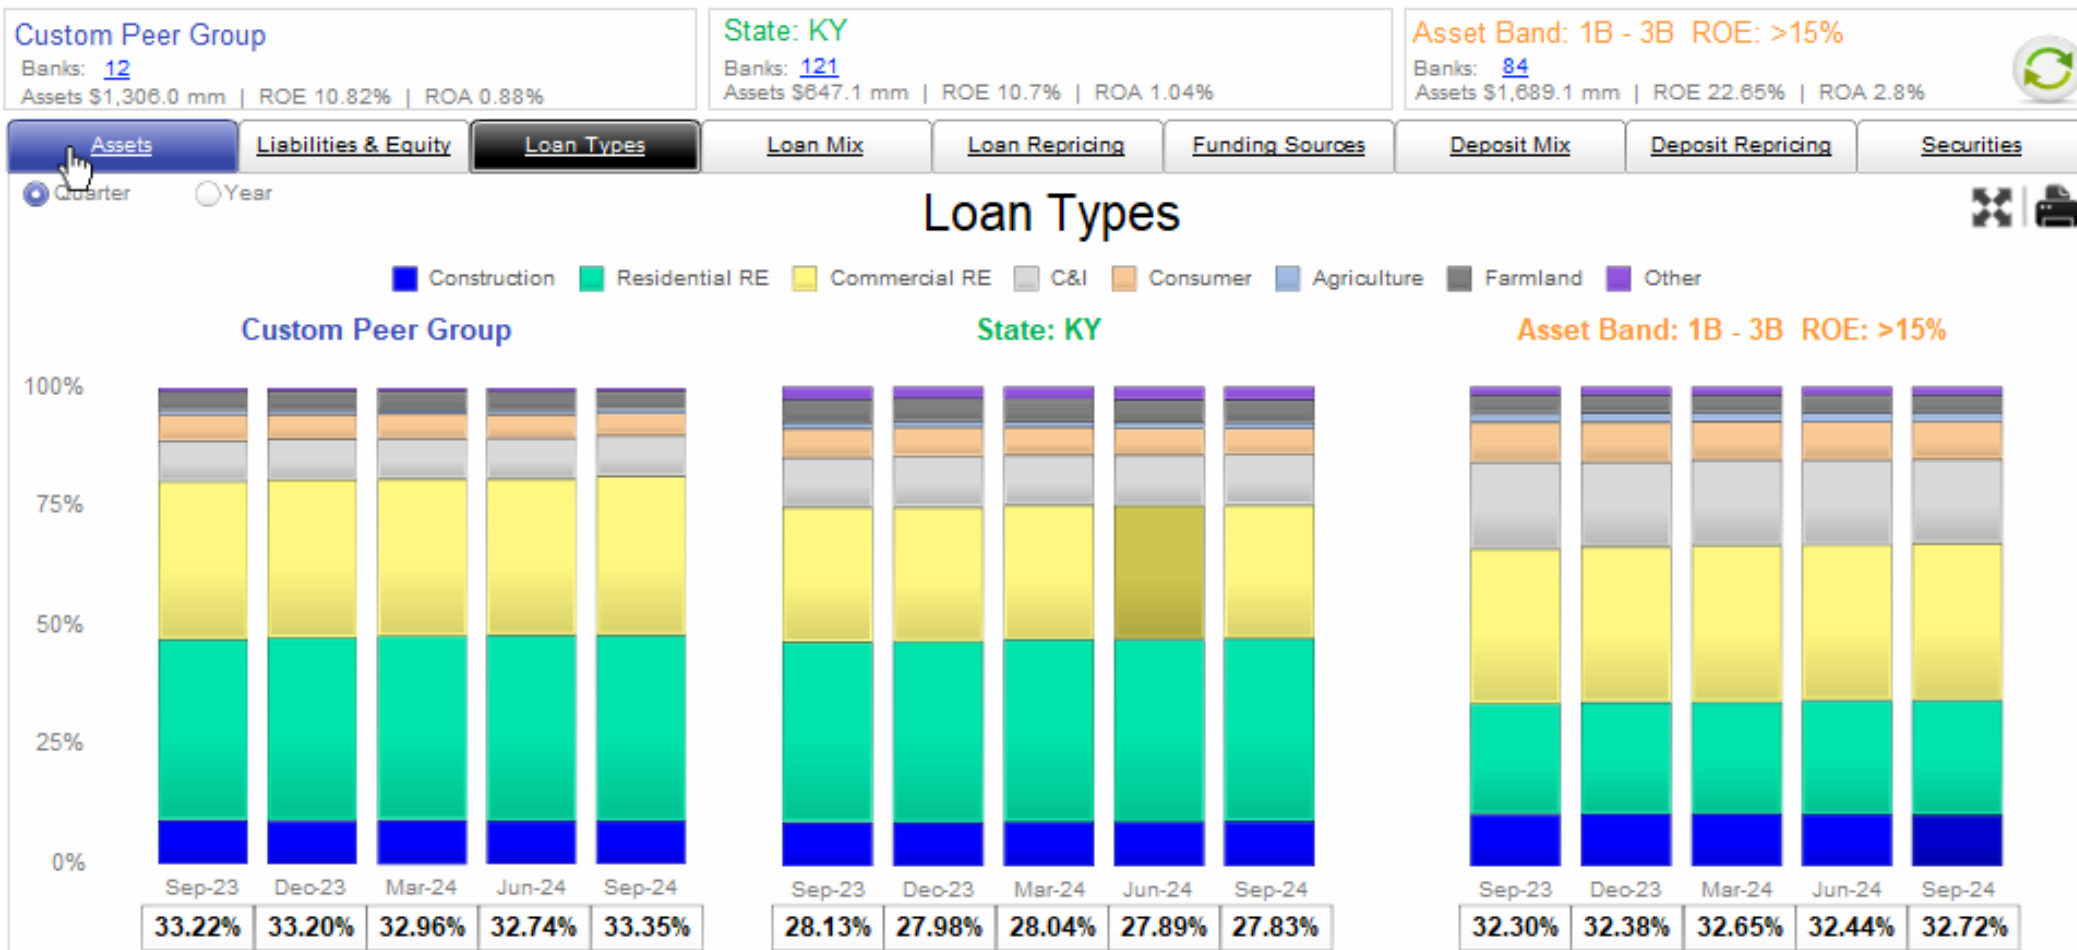 Custom Peer Group
Banks: 12
Assets $1,306.0 mm | ROE 10.82% | ROA 0.88%
State: KY
Banks: 121
Assets $647.1 mm | ROE 10.7% | ROA 1.04%
Asset Band: 1B - 3B ROE: >15%
Banks: 84
Assets $1,689.1 mm | ROE 22.65% | ROA 2.8%
Assets Liabilities & Equity Loan Types Loan Mix Loan Repricing Funding Sources Deposit Mix Deposit Repricing Securities
Quarter Year
Loan Types
Construction Residential RE Commercial RE C&I Consumer Agriculture Farmland Other
Custom Peer Group State: KY Asset Band: 1B - 3B ROE: >15%
100%
75%
50%
25%
0%
Sep-23 Dec-23 Mar-24 Jun-24 Sep-24 Sep-23 Dec-23 Mar-24 Jun-24 Sep-24 Sep-23 Dec-23 Mar-24 Jun-24 Sep-24
33.22% 33.20% 32.96% 32.74% 33.35% 28.13% 27.98% 28.04% 27.89% 27.83% 32.30% 32.38% 32.65% 32.44% 32.72%